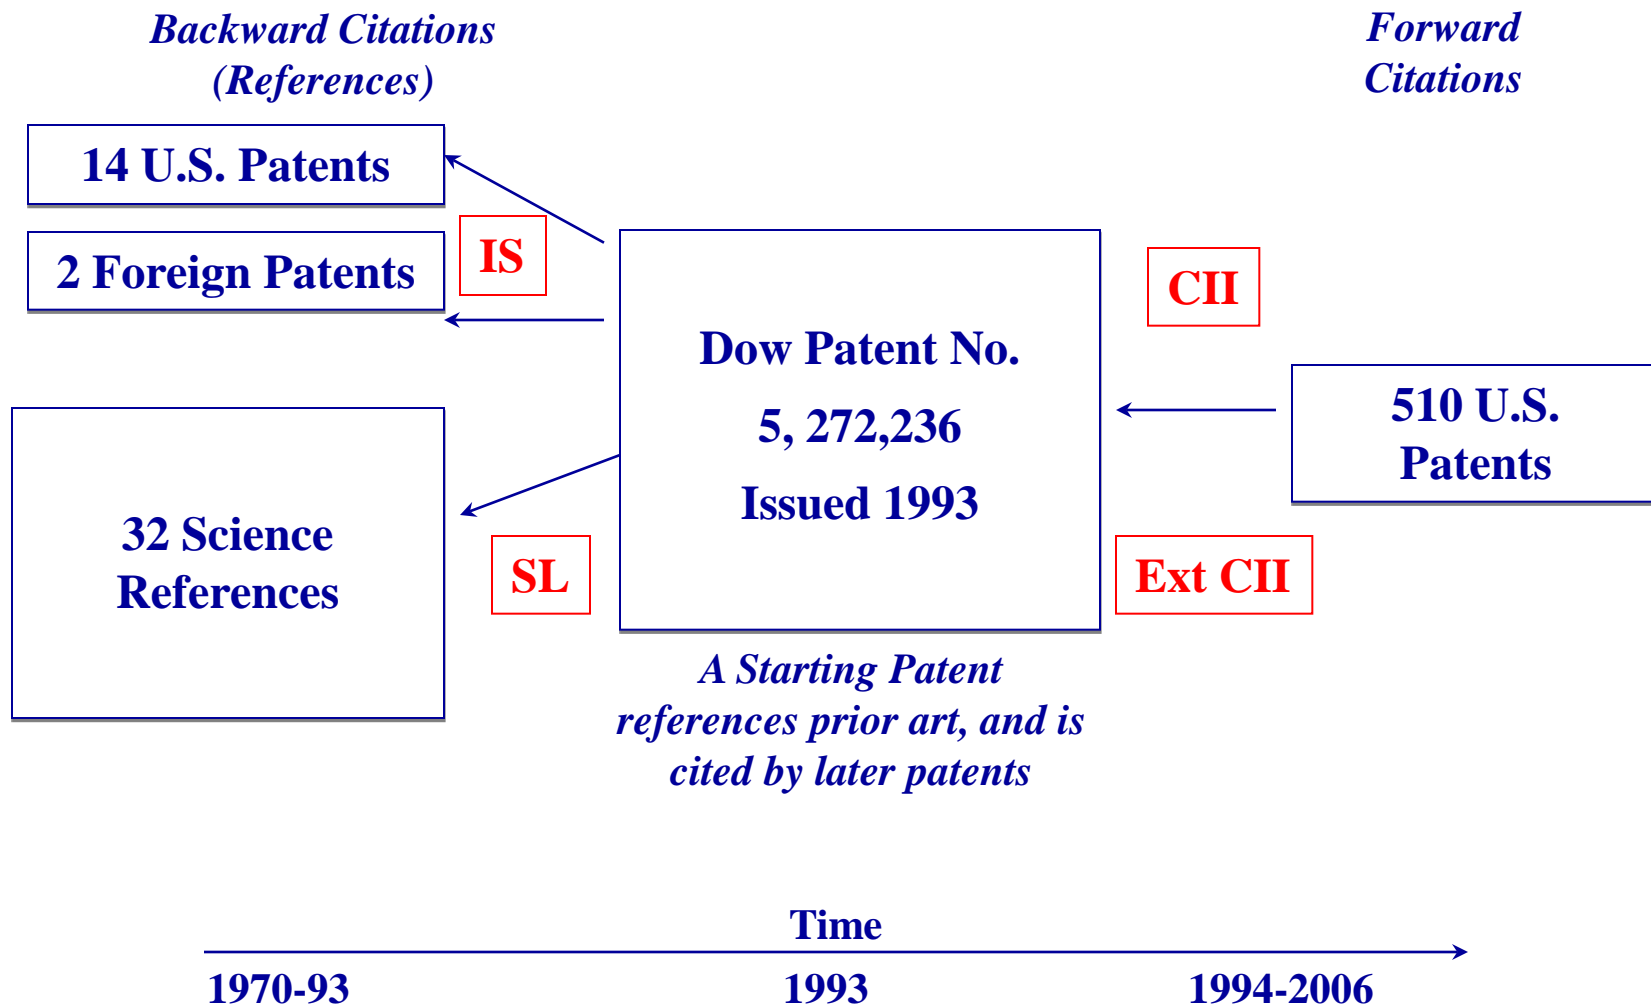 Backward Citations
(References)
Forward
Citations
14 U.S. Patents
2 Foreign Patents
IS
CII
Dow Patent No.
5, 272,236
Issued 1993
510 U.S.
Patents
32 Science
References
SL
Ext CII
A Starting Patent
references prior art, and is
cited by later patents
Time
1970-93
1993
1994-2006